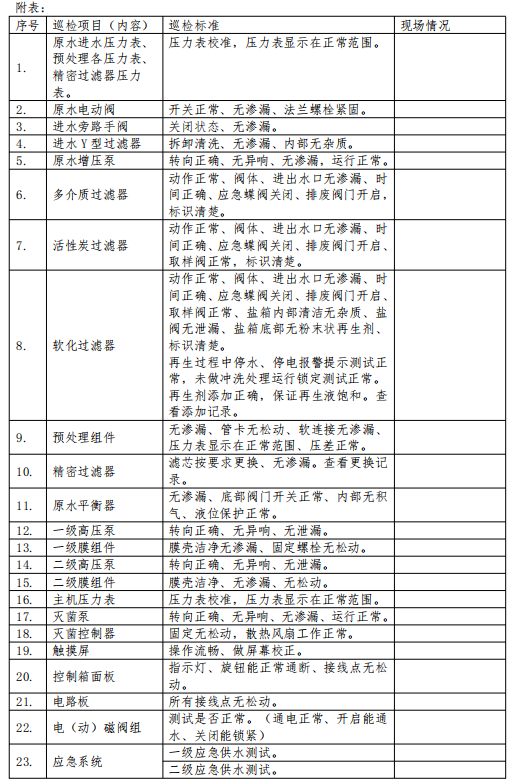 附表：
序号 巡检项目（内容） 巡检标准 现场情况
1. 原水进水压力表、预处理各压力表、精密过滤器压力表。 压力表校准，压力表显示在正常范围。
2. 原水电动阀 开关正常、无渗漏、法兰螺栓紧固。
3. 进水旁路手阀 关闭状态、无渗漏。
4. 进水Y型过滤器 拆卸清洗、无渗漏、内部无杂质。
5. 原水增压泵 转向正确、无异响、无渗漏，运行正常。
6. 多介质过滤器 动作正常、阀体、进出水口无渗漏、时
间正确、应急蝶阀关闭、排废阀门开启，
标识清楚。
7. 活性炭过滤器 动作正常、阀体、进出水口无渗漏、时
间正确、应急蝶阀关闭、排废阀门开启、
取样阀正常，标识清楚。
8. 软化过滤器 动作正常、阀体、进出水口无渗漏、时
间正确、应急蝶阀关闭、排废阀门开启、
取样阀正常、盐箱内部清洁无杂质、盐
阀无泄漏、盐箱底部无粉末状再生剂、
标识清楚。
再生过程中停水、停电报警提示测试正
常，未做冲洗处理运行锁定测试正常。
再生剂添加正确，保证再生液饱和。查
看添加记录。
9. 预处理组件 无渗漏、管卡无松动、软连接无渗漏、
压力表显示在正常范围、压差正常。
10. 精密过滤器 滤芯按要求更换、无渗漏。查看更换记
录。
11. 原水平衡器 无渗漏、底部阀门开关正常、内部无积
气、液位保护正常。
12. 一级高压泵 转向正确、无异响、无泄漏。
13. 一级膜组件 膜壳洁净无渗漏、固定螺栓无松动。
14. 二级高压泵 转向正确、无异响、无泄漏。
15. 二级膜组件 膜壳洁净、无渗漏、无松动。
16. 主机压力表 压力表校准，压力表显示在正常范围。
17. 灭菌泵 转向正确、无异响、无渗漏、运行正常。
18. 灭菌控制器 固定无松动，散热风扇工作正常。
19. 触摸屏 操作流畅、做屏幕校正。
20. 控制箱面板 指示灯、旋钮能正常通断、接线点无松
动。
21. 电路板 所有接线点无松动。
22. 电（动）磁阀组 测试是否正常。（通电正常、开启能通
水、关闭能锁紧）
23. 应急系统 一级应急供水测试。
二级应急供水测试。